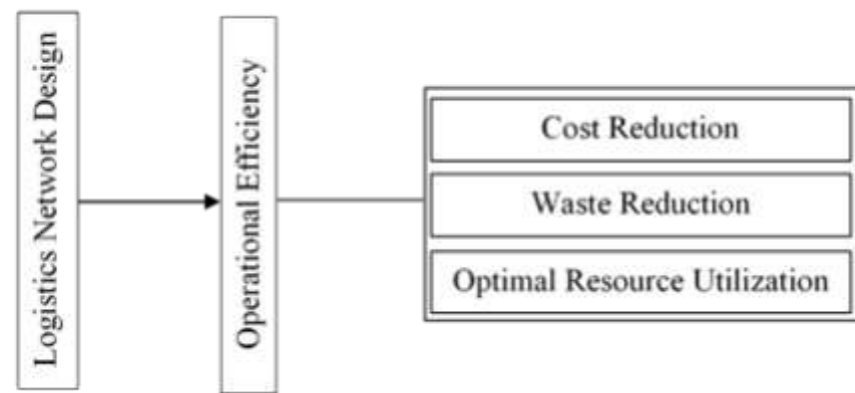 Logistics Network Design
Operational Efficiency
Cost Reduction
Waste Reduction
Optimal Resource Utilization